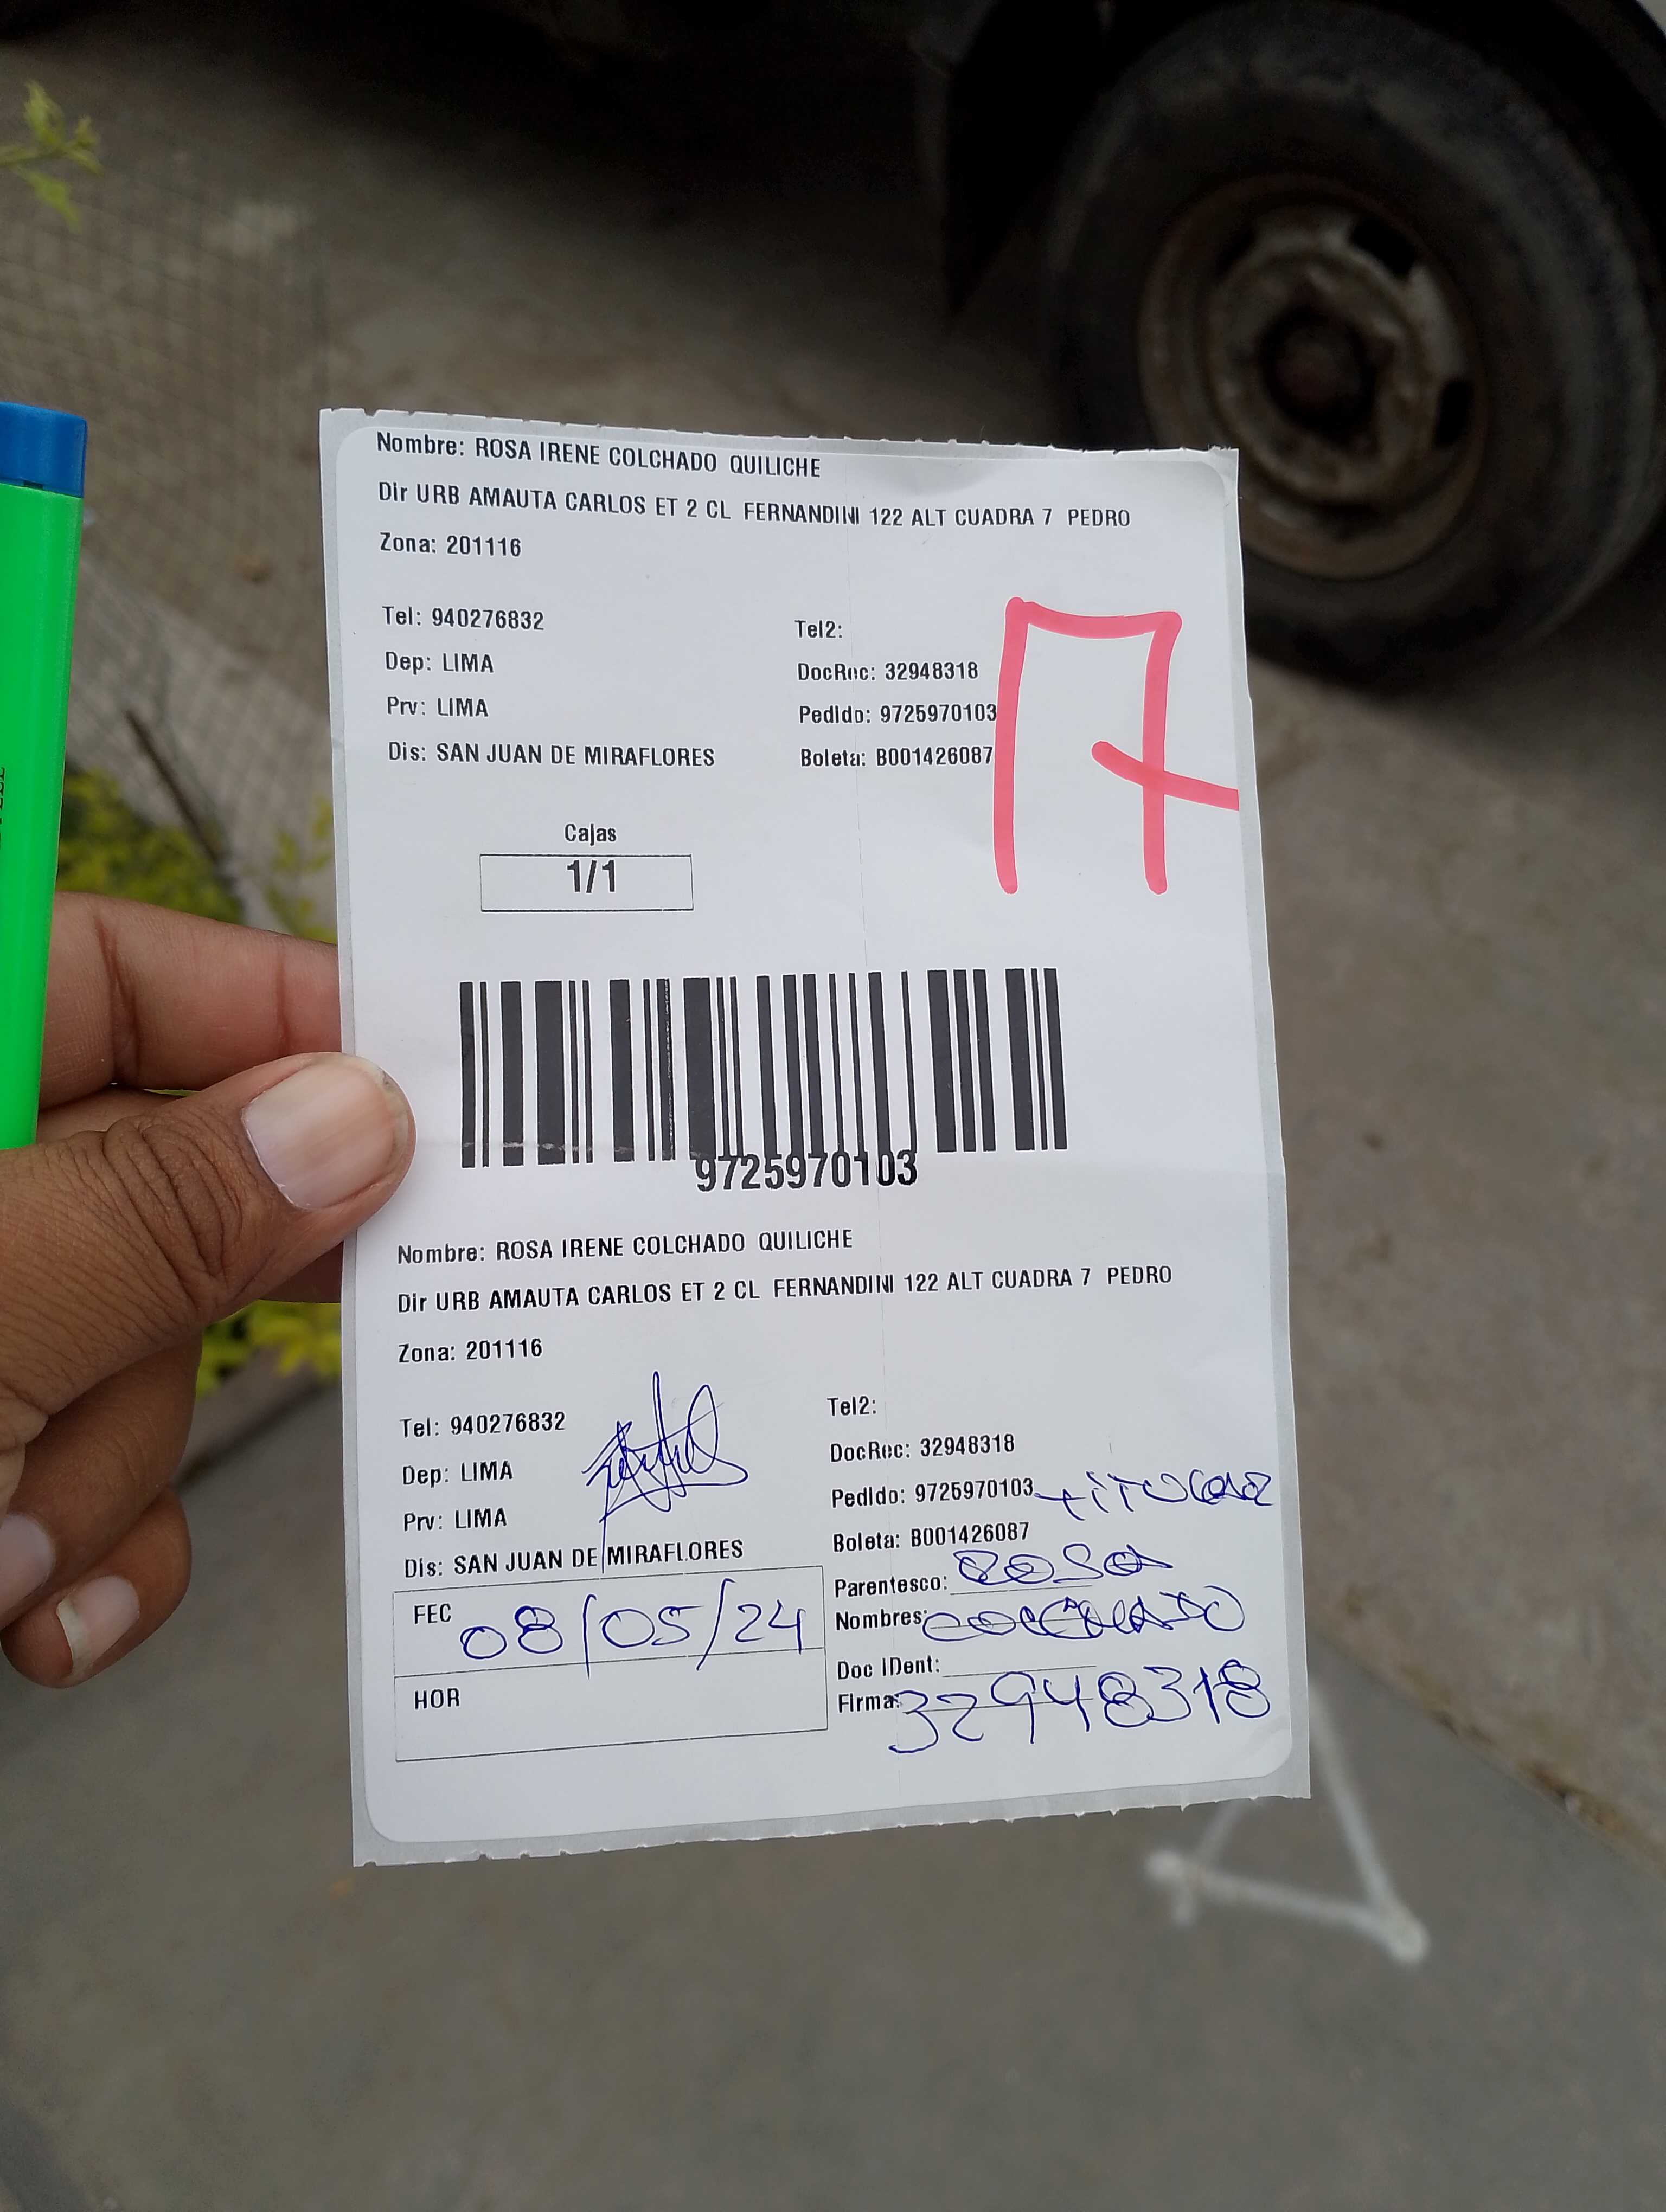 Nombre: ROSA IRENE COLCHADO QUILICHE
Dir URB AMAUTA CARLOS ET 2 CL FERNANDINI 122 ALT CUADRA 7 PEDRO
Zona: 201116
Tel: 940276832
Tel2:
Dep: LIMA
DocRec: 32948318
Prv: LIMA
Pedido: 9725970103
Dis: SAN JUAN DE MIRAFLORES
Boleta: B001426087
17
Cajas
1/1
9725970103
Nombre: ROSA IRENE COLCHADO QUILICHE
Dir URB AMAUTA CARLOS ET 2 CL FERNANDINI 122 ALT CUADRA 7 PEDRO
Zona: 201116
Tel: 940276832
Tel2:
Dep: LIMA
DocRec: 32948318
Prv: LIMA
Pedido: 9725970103 TITULAR
Dis: SAN JUAN DE MIRAFLORES
Boleta: B001426087
Parentesco: ROSA
Nombres: COLCHADO
Doc IDent:
Firma: 32948318
FEC 08/05/24
HOR